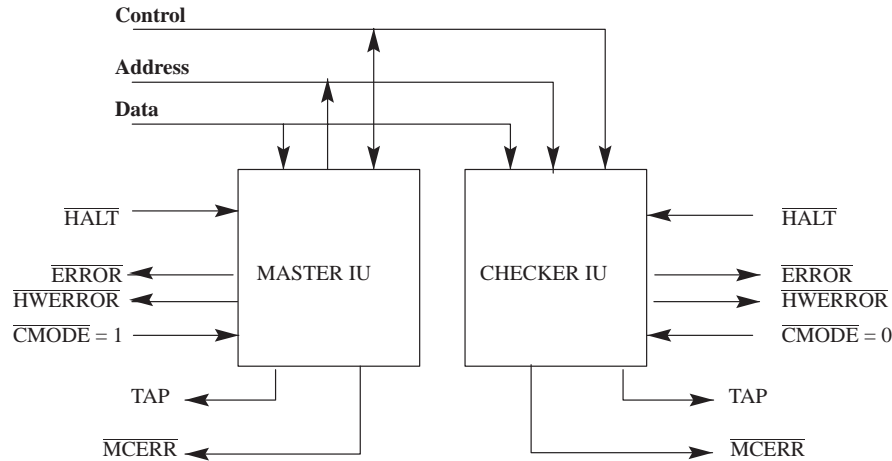 Control
Address
Data
HALT
HALT
MASTER IU
CHECKER IU
ERROR
ERROR
HWERROR
HWERROR
CMODE = 1
CMODE = 0
TAP
TAP
MCERR
MCERR